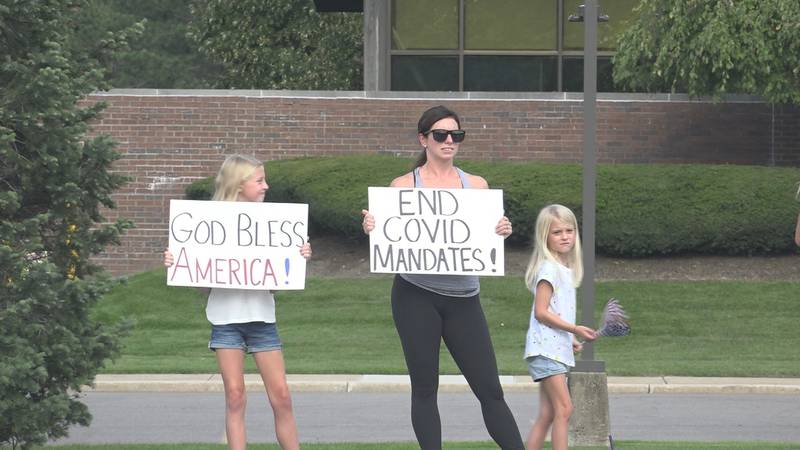 GOD BLESS
AMERICA!
END
COVID
MANDATES!